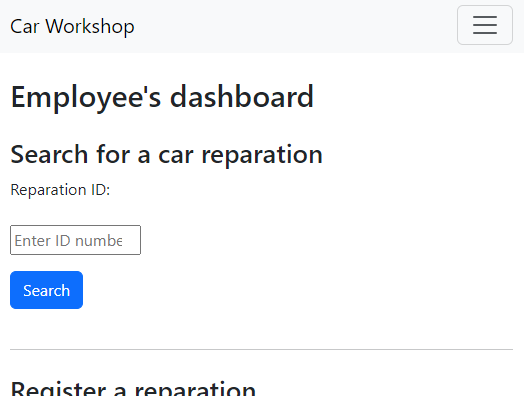 Car Workshop
Employee's dashboard
Search for a car reparation
Reparation ID:
Enter ID numbe
Search
Register a reparation